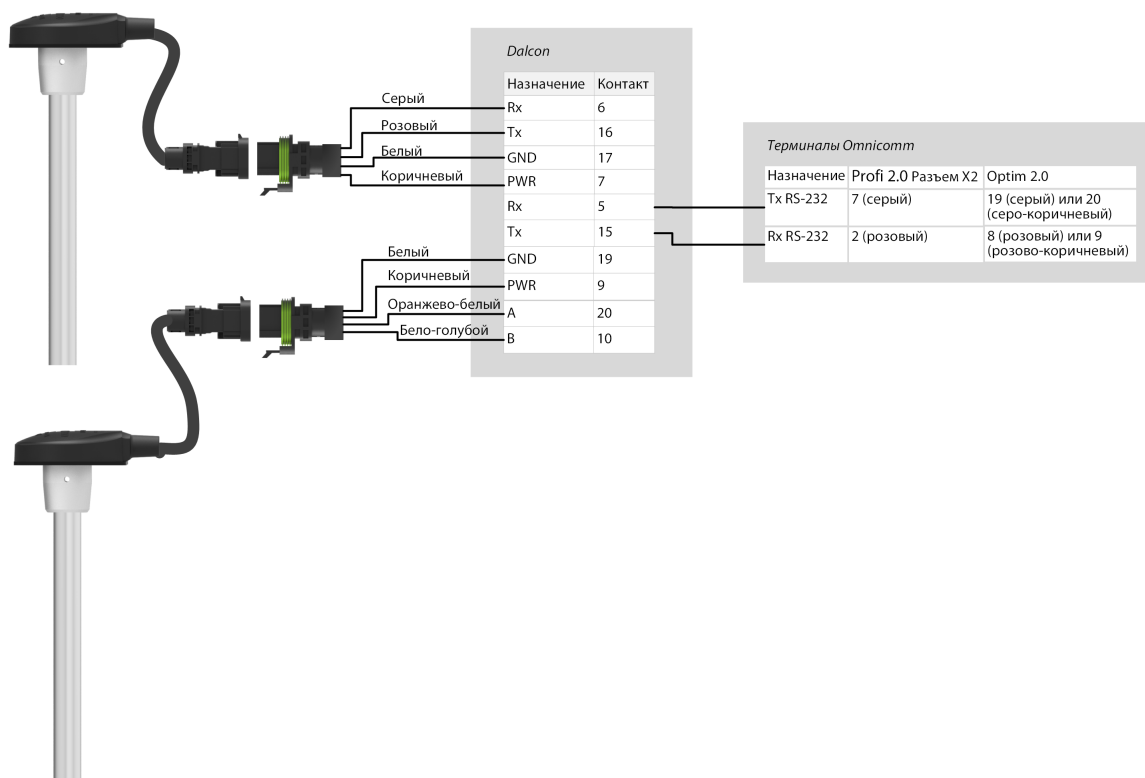 Dalcon
Назначение Контакт
Серый Rx 6
Розовый Tx 16
Белый GND 17
Коричневый PWR 7
Rx 5
Tx 15
Белый GND 19
Коричневый PWR 9
Оранжево-белый A 20
Бело-голубой B 10
Терминалы Omnicomm
Назначение Profi 2.0 Разъем X2 Optim 2.0
Tx RS-232 7 (серый) 19 (серый) или 20
(серо-коричневый)
Rx RS-232 2 (розовый) 8 (розовый) или 9
(розово-коричневый)